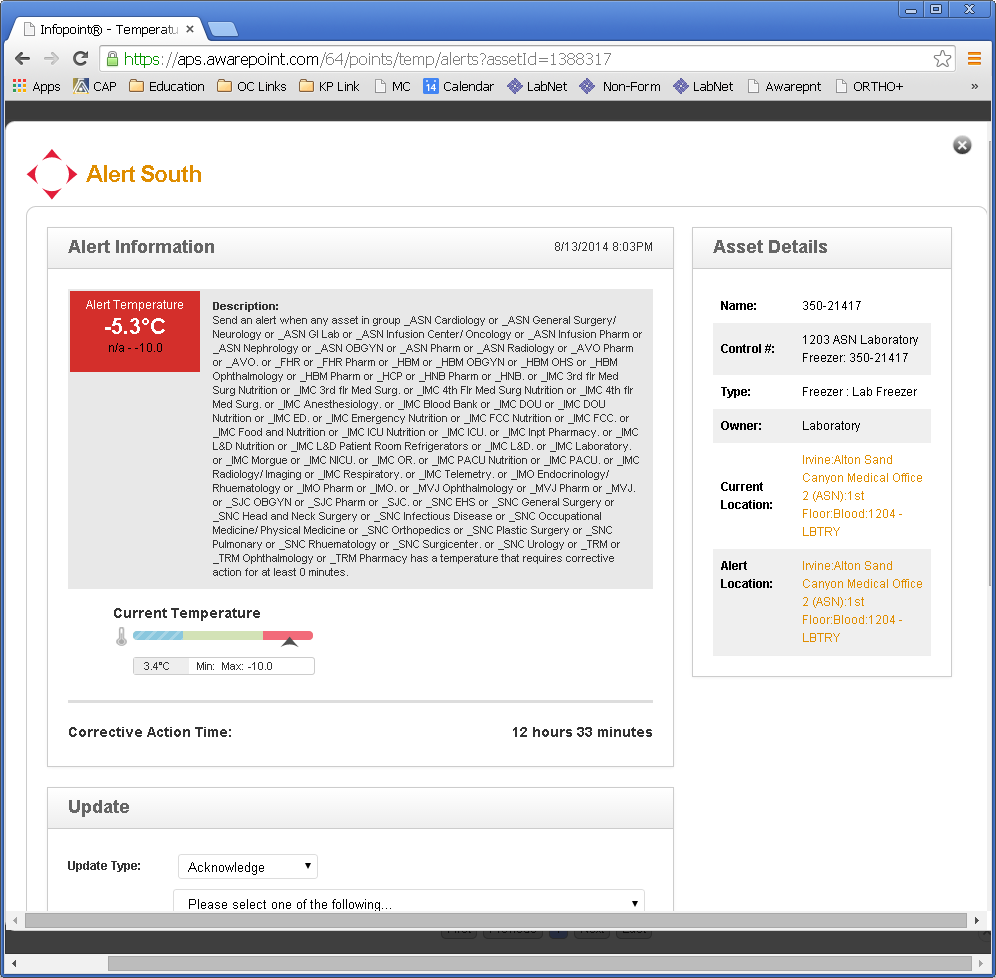 Infopoint® - Temperatu
https://aps.awarepoint.com/64/points/temp/alerts?assetId=1388317
Apps CAP Education OC Links KP Link MC 14 Calendar LabNet Non-Form LabNet Awarepnt ORTHO+ »
Alert South
Alert Information 8/13/2014 8:03PM
Alert Temperature
-5.3°C
n/a - -10.0
Description:
Send an alert when any asset in group _ASN Cardiology or _ASN General Surgery/
Neurology or _ASN GI Lab or _ASN Infusion Center/ Oncology or _ASN Infusion Pharm or
_ASN Nephrology or _ASN OBGYN or _ASN Pharm or _ASN Radiology or _AVO Pharm
or _AVO. or _FHR or _FHR Pharm or _HBM or _HBM OBGYN or _HBM OHS or _HBM
Ophthalmology or _HBM Pharm or _HCP or _HNB Pharm or _HNB. or _IMC 3rd flr Med
Surg Nutrition or _IMC 3rd flr Med Surg. or _IMC 4th Flr Med Surg Nutrition or _IMC 4th flr
Med Surg. or _IMC Anesthesiology. or _IMC Blood Bank or _IMC DOU or _IMC DOU
Nutrition or _IMC ED. or _IMC Emergency Nutrition or _IMC FCC Nutrition or _IMC FCC. or
_IMC Food and Nutrition or _IMC ICU Nutrition or _IMC ICU. or _IMC Inpt Pharmacy. or _IMC
L&D Nutrition or _IMC L&D Patient Room Refrigerators or _IMC L&D. or _IMC Laboratory.
or _IMC Morgue or _IMC NICU. or _IMC OR. or _IMC PACU Nutrition or _IMC PACU. or _IMC
Radiology/ Imaging or _IMC Respiratory. or _IMC Telemetry. or _IMO Endocrinology/
Rhuematology or _IMO Pharm or _IMO. or _MVJ Ophthalmology or _MVJ Pharm or _MVJ.
or _SJC OBGYN or _SJC Pharm or _SJC. or _SNC EHS or _SNC General Surgery or
_SNC Head and Neck Surgery or _SNC Infectious Disease or _SNC Occupational
Medicine/ Physical Medicine or _SNC Orthopedics or _SNC Plastic Surgery or _SNC
Pulmonary or _SNC Rhuematology or _SNC Surgicenter. or _SNC Urology or _TRM or
_TRM Ophthalmology or _TRM Pharmacy has a temperature that requires corrective
action for at least 0 minutes.
Current Temperature
3.4°C Min: Max: -10.0
Corrective Action Time: 12 hours 33 minutes
Update
Update Type: Acknowledge
Please select one of the following...
Asset Details
Name: 350-21417
Control #: 1203 ASN Laboratory
Freezer: 350-21417
Type: Freezer : Lab Freezer
Owner: Laboratory
Current
Location:
Irvine:Alton Sand
Canyon Medical Office
2 (ASN):1st
Floor:Blood:1204 -
LBTRY
Alert
Location:
Irvine:Alton Sand
Canyon Medical Office
2 (ASN):1st
Floor:Blood:1204 -
LBTRY